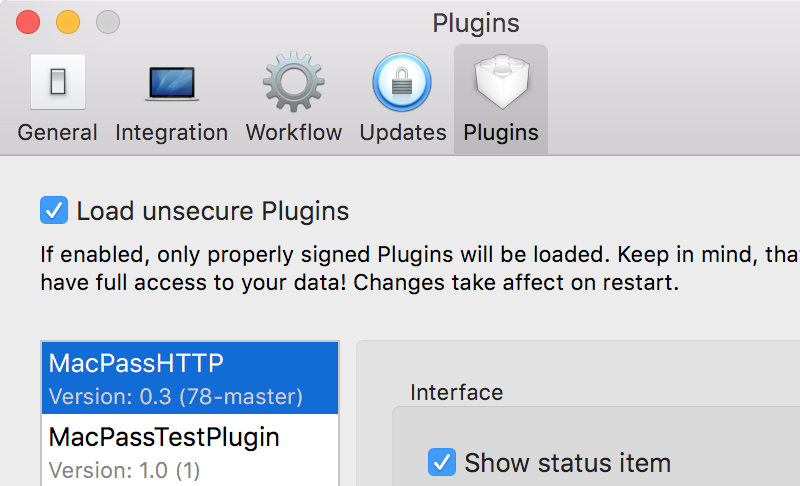 Plugins
General Integration Workflow Updates Plugins
Load unsecure Plugins
If enabled, only properly signed Plugins will be loaded. Keep in mind,
have full access to your data! Changes take affect on restart.
MacPassHTTP
Version: 0.3 (78-master)
Interface
MacPassTestPlugin
Version: 1.0 (1)
Show status item